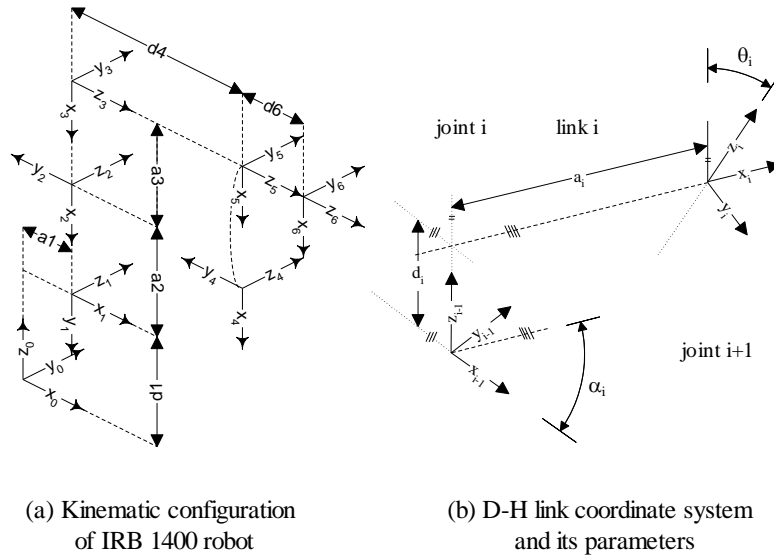 d4
y3
z3
x3
d6
y5
z5
x5
y6
z6
x6
y2
z2
x2
a3
a1
a2
z1
x1
y1
y4
z4
x4
z0
y0
x0
d1
(a) Kinematic configuration
of IRB 1400 robot
θi
joint i
link i
zi
xi
yi
ai
di
zi-1
yi-1
xi-1
joint i+1
αi
(b) D-H link coordinate system
and its parameters